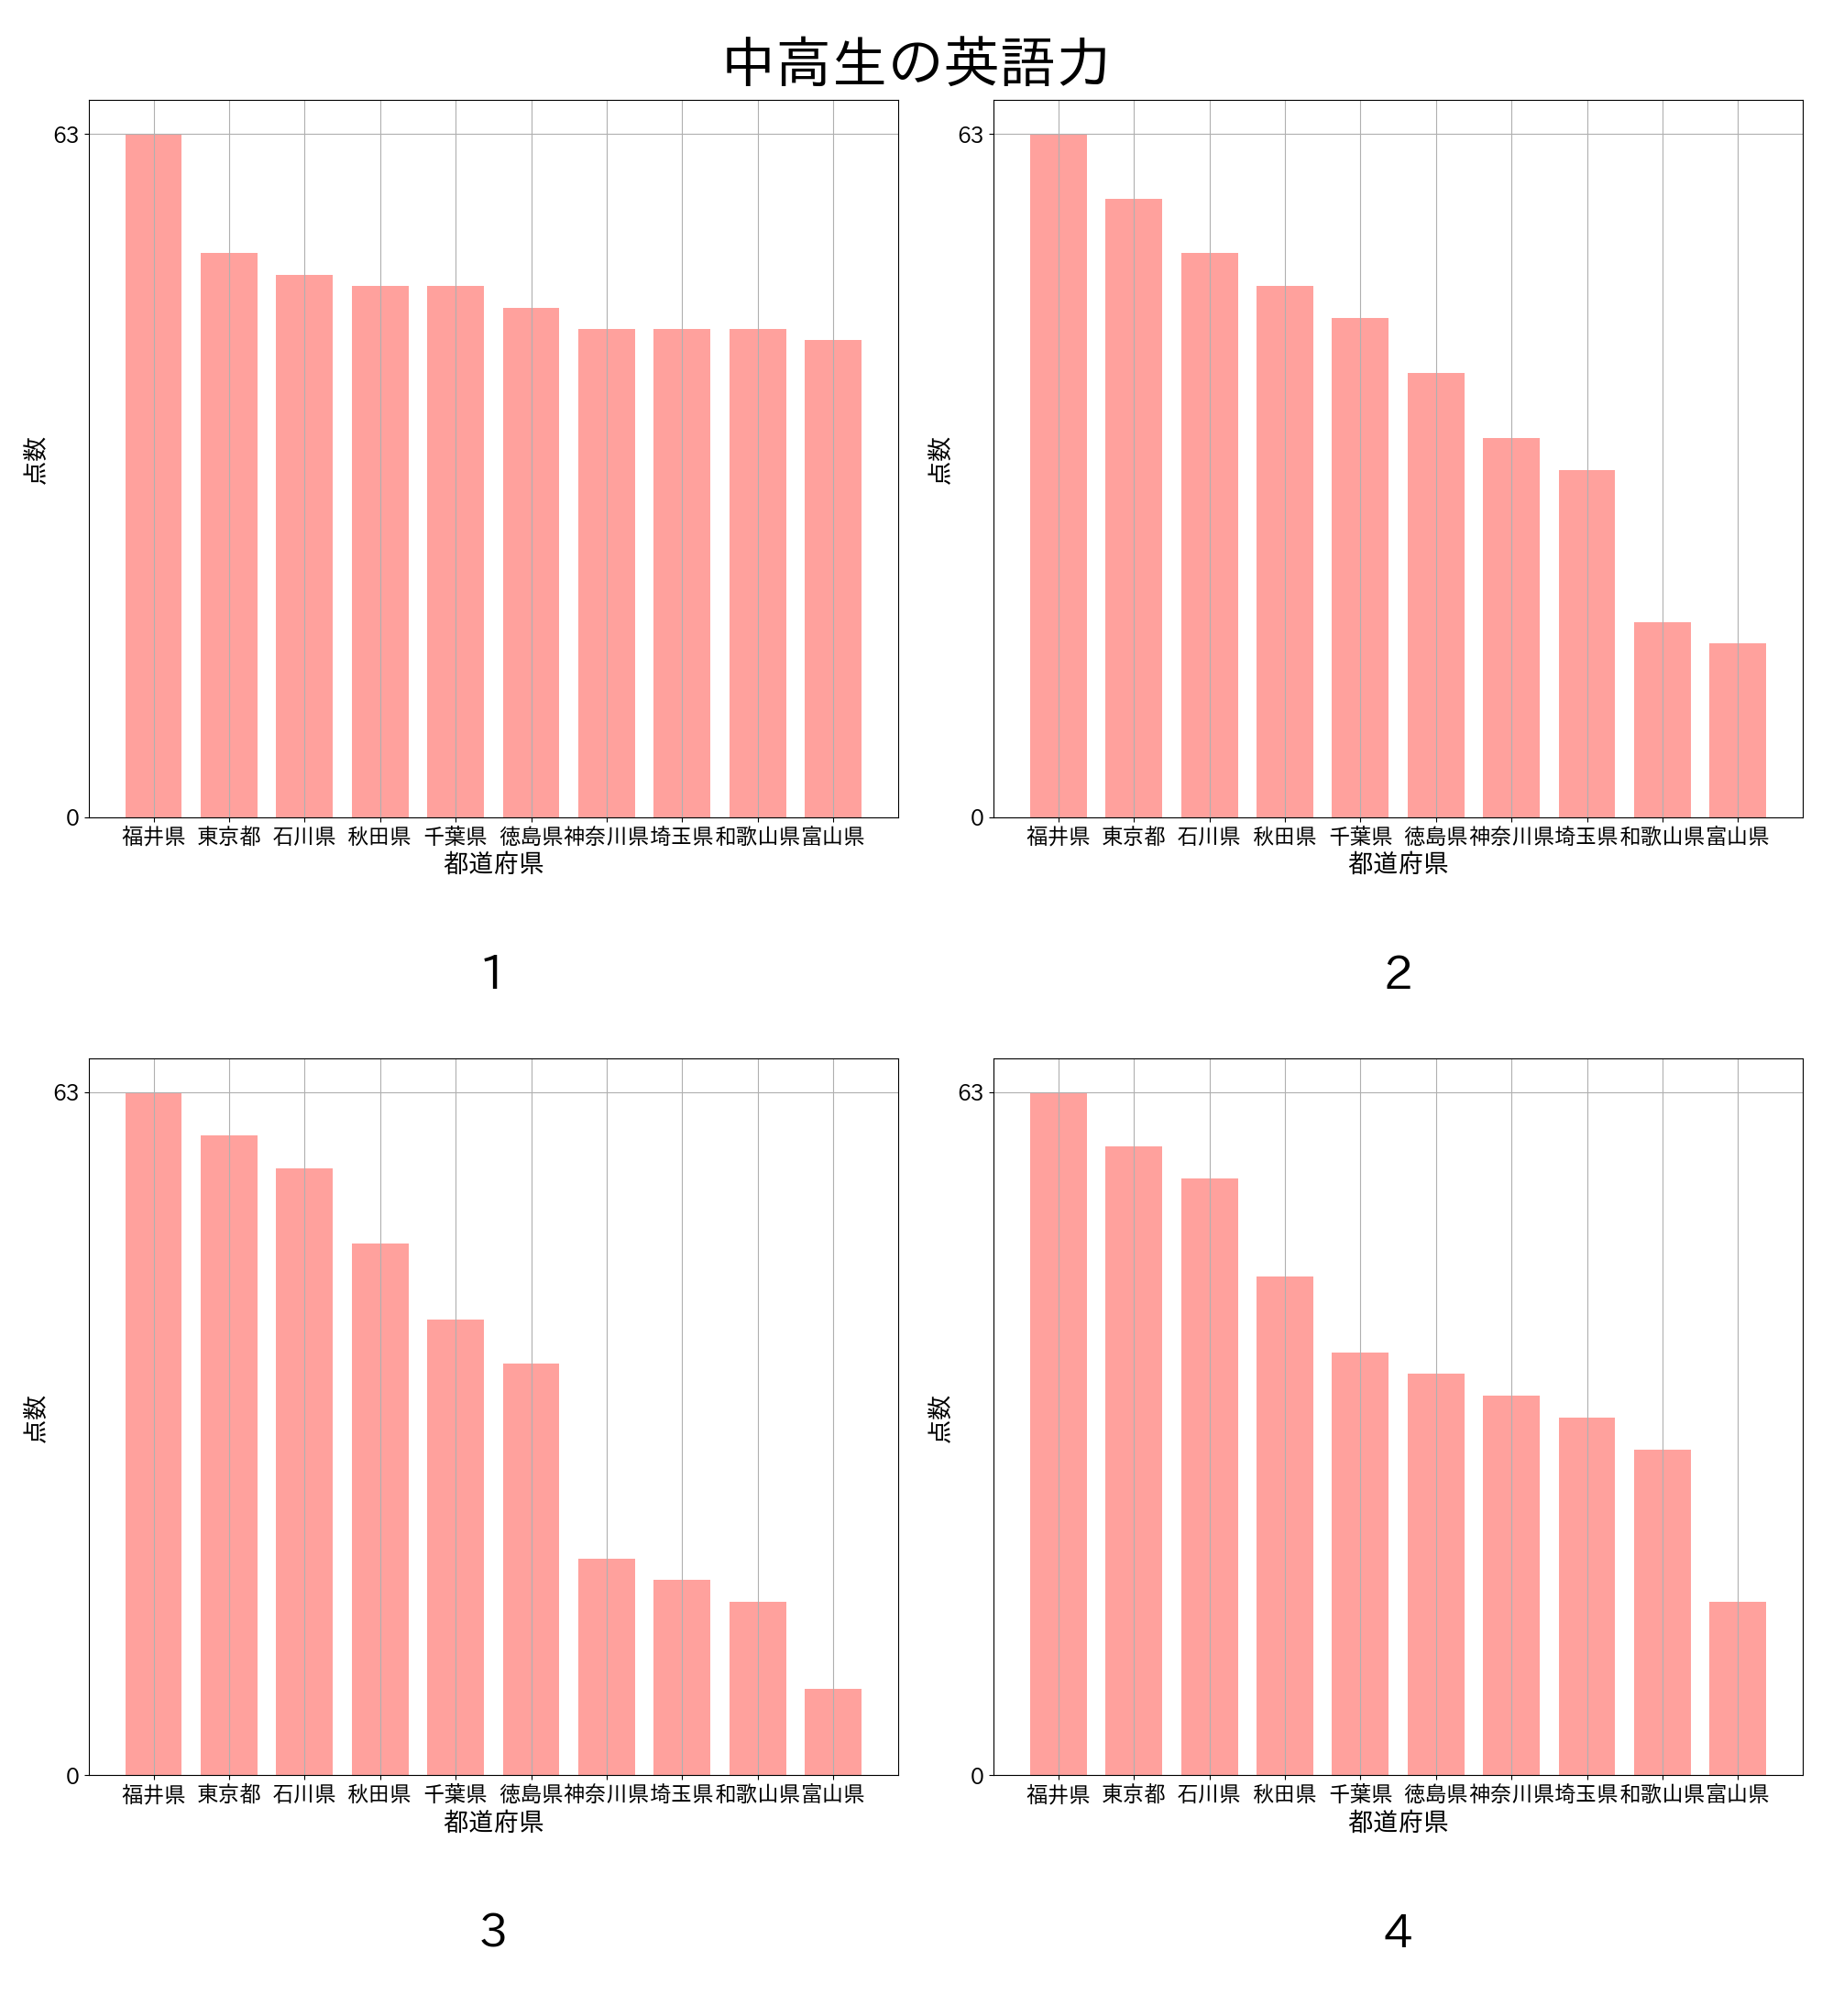 中高生の英語力
63
点数
0
福井県 東京都 石川県 秋田県 千葉県 徳島県 神奈川県 埼玉県 和歌山県 富山県
都道府県
1
63
点数
0
福井県 東京都 石川県 秋田県 千葉県 徳島県 神奈川県 埼玉県 和歌山県 富山県
都道府県
2
63
点数
0
福井県 東京都 石川県 秋田県 千葉県 徳島県 神奈川県 埼玉県 和歌山県 富山県
都道府県
3
63
点数
0
福井県 東京都 石川県 秋田県 千葉県 徳島県 神奈川県 埼玉県 和歌山県 富山県
都道府県
4